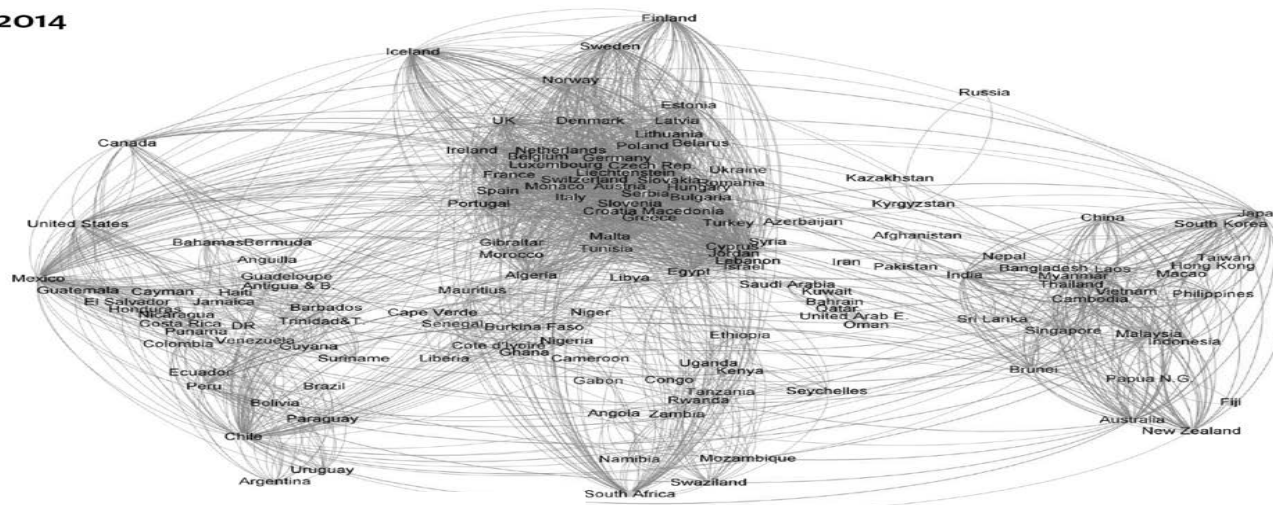 2014
Finland
Sweden
Iceland
Norway
Russia
Estonia
UK Denmark Latvia
Lithuania
Canada
Ireland Netherlands Poland Belarus
Belgium Germany
Luxembourg Czech Rep.
France Liechtenstein Ukraine
Switzerland Slovakia Romania
Kazakhstan
Monaco Austria Hungary
Spain Serbia
Italy Bulgaria
Portugal Slovenia
Kyrgyzstan
Croatia Macedonia
Greece
Japa
United States
Turkey Azerbaijan
China
South Korea
Malta
Afghanistan
Bahamas Bermuda
Gibraltar Tunisia Syria
Cyprus
Morocco Jordan
Nepal
Taiwan
Anguilla
Lebanon Iran
Israel Pakistan
Bangladesh Laos Hong Kong
Mexico
Guadeloupe
Algeria Libya Egypt
India Myanmar Macao
Guatemala Cayman Haiti Antigua & B.
Mauritius
Saudi Arabia
Thailand
Kuwait
Vietnam Philippines
El Salvador Jamaica
Bahrain
Cambodia
Honduras Barbados
Cape Verde Niger
Qatar
Nicaragua
United Arab E.
Sri Lanka
Costa Rica DR Trinidad&T.
Senegal Burkina Faso
Oman
Panama
Singapore Malaysia
Colombia Venezuela Guyana
Cote d'Ivoire Nigeria
Ethiopia
Indonesia
Ghana
Suriname
Liberia Cameroon
Uganda
Ecuador
Kenya
Brunei
Peru Brazil
Gabon Congo
Papua N.G.
Tanzania Seychelles
Bolivia
Rwanda
Fiji
Paraguay
Angola Zambia
Australia
Chile
New Zealand
Namibia Mozambique
Uruguay
Argentina
Swaziland
South Africa